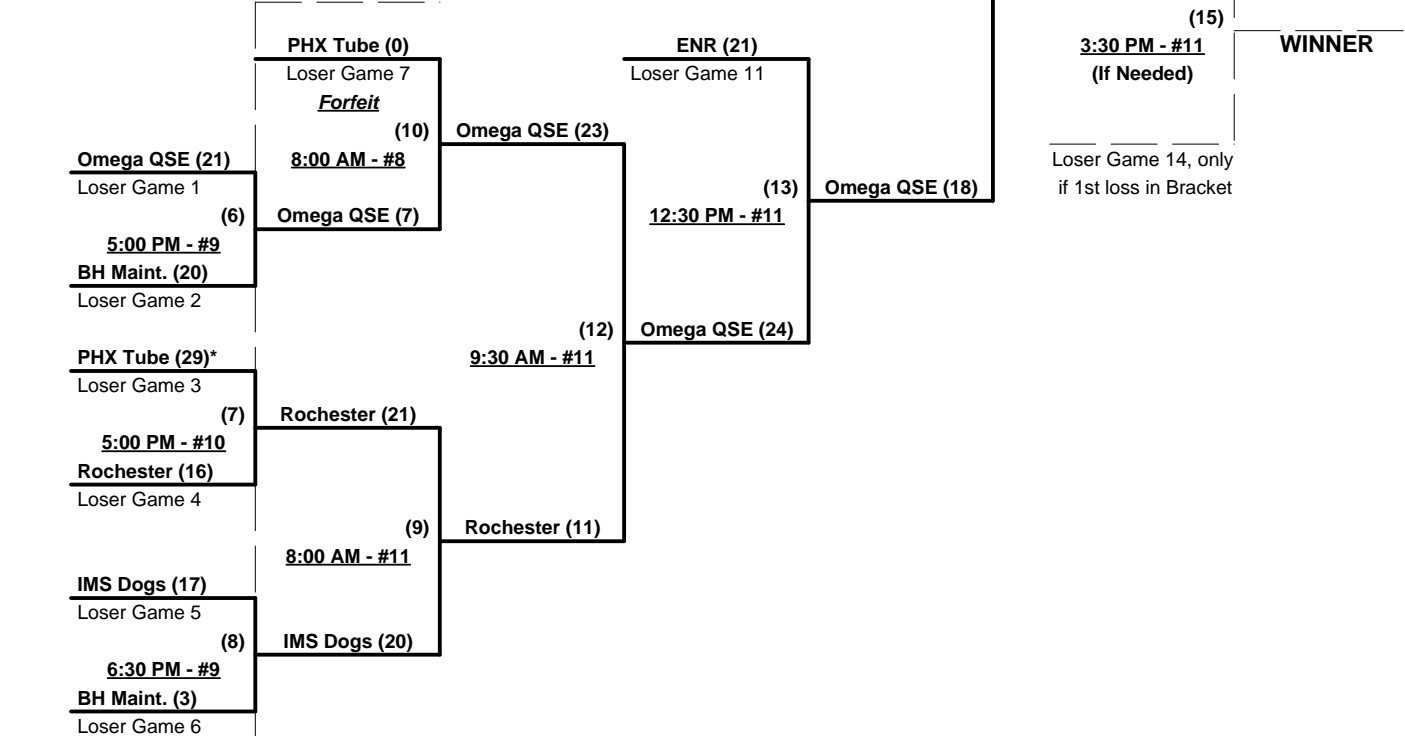 (15)
PHX Tube (0)
ENR (21)
3:30 PM - #11
WINNER
Loser Game 7
Loser Game 11
(If Needed)
Forfeit
(10)
Omega QSE (23)
Omega QSE (21)
8:00 AM - #8
Loser Game 14, only
Loser Game 1
(13)
Omega QSE (18)
if 1st loss in Bracket
(6)
Omega QSE (7)
12:30 PM - #11
5:00 PM - #9
BH Maint. (20)
Loser Game 2
(12)
Omega QSE (24)
PHX Tube (29)*
9:30 AM - #11
Loser Game 3
(7)
Rochester (21)
5:00 PM - #10
Rochester (16)
Loser Game 4
(9)
Rochester (11)
8:00 AM - #11
IMS Dogs (17)
Loser Game 5
(8)
IMS Dogs (20)
6:30 PM - #9
BH Maint. (3)
Loser Game 6